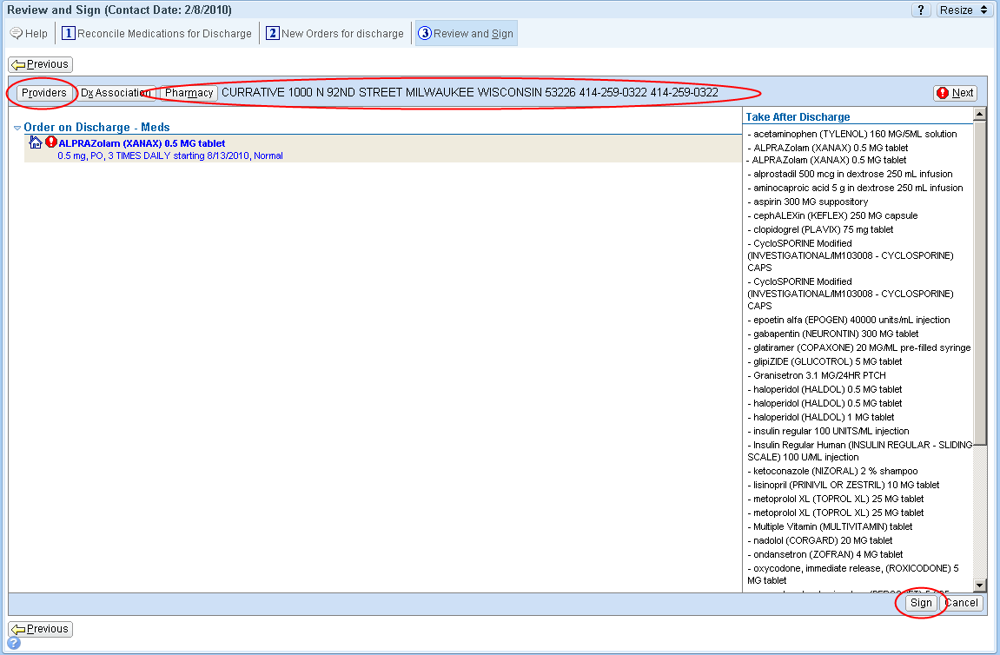 Review and Sign (Contact Date: 2/8/2010)
? Resize
Help 1 Reconcile Medications for Discharge 2 New Orders for discharge 3 Review and Sign
Previous
Providers Dx Association Pharmacy CURRATIVE 1000 N 92ND STREET MILWAUKEE WISCONSIN 53226 414-259-0322 414-259-0322
Next
Order on Discharge - Meds
ALPRAZolam (XANAX) 0.5 MG tablet
0.5 mg, PO, 3 TIMES DAILY starting 8/13/2010, Normal
Take After Discharge
- acetaminophen (TYLENOL) 160 MG/5ML solution
- ALPRAZolam (XANAX) 0.5 MG tablet
- ALPRAZolam (XANAX) 0.5 MG tablet
- alprostadil 500 mcg in dextrose 250 mL infusion
- aminocaproic acid 5 g in dextrose 250 mL infusion
- aspirin 300 MG suppository
- cephALEXin (KEFLEX) 250 MG capsule
- clopidogrel (PLAVIX) 75 mg tablet
- CycloSPORINE Modified
(INVESTIGATIONAL/IM103008 - CYCLOSPORINE)
CAPS
- CycloSPORINE Modified
(INVESTIGATIONAL/IM103008 - CYCLOSPORINE)
CAPS
- epoetin alfa (EPOGEN) 40000 units/mL injection
- gabapentin (NEURONTIN) 300 MG tablet
- glatiramer (COPAXONE) 20 MG/ML pre-filled syringe
- glipiZIDE (GLUCOTROL) 5 MG tablet
- Granisetron 3.1 MG/24HR PTCH
- haloperidol (HALDOL) 0.5 MG tablet
- haloperidol (HALDOL) 0.5 MG tablet
- haloperidol (HALDOL) 1 MG tablet
- insulin regular 100 UNITS/ML injection
- Insulin Regular Human (INSULIN REGULAR - SLIDING
SCALE) 100 U/ML injection
- ketoconazole (NIZORAL) 2 % shampoo
- lisinopril (PRINIVIL OR ZESTRIL) 10 MG tablet
- metoprolol XL (TOPROL XL) 25 MG tablet
- metoprolol XL (TOPROL XL) 25 MG tablet
- Multiple Vitamin (MULTIVITAMIN) tablet
- nadolol (CORGARD) 20 MG tablet
- ondansetron (ZOFRAN) 4 MG tablet
- oxycodone, immediate release, (ROXICODONE) 5
MG tablet
Sign Cancel
Previous
?